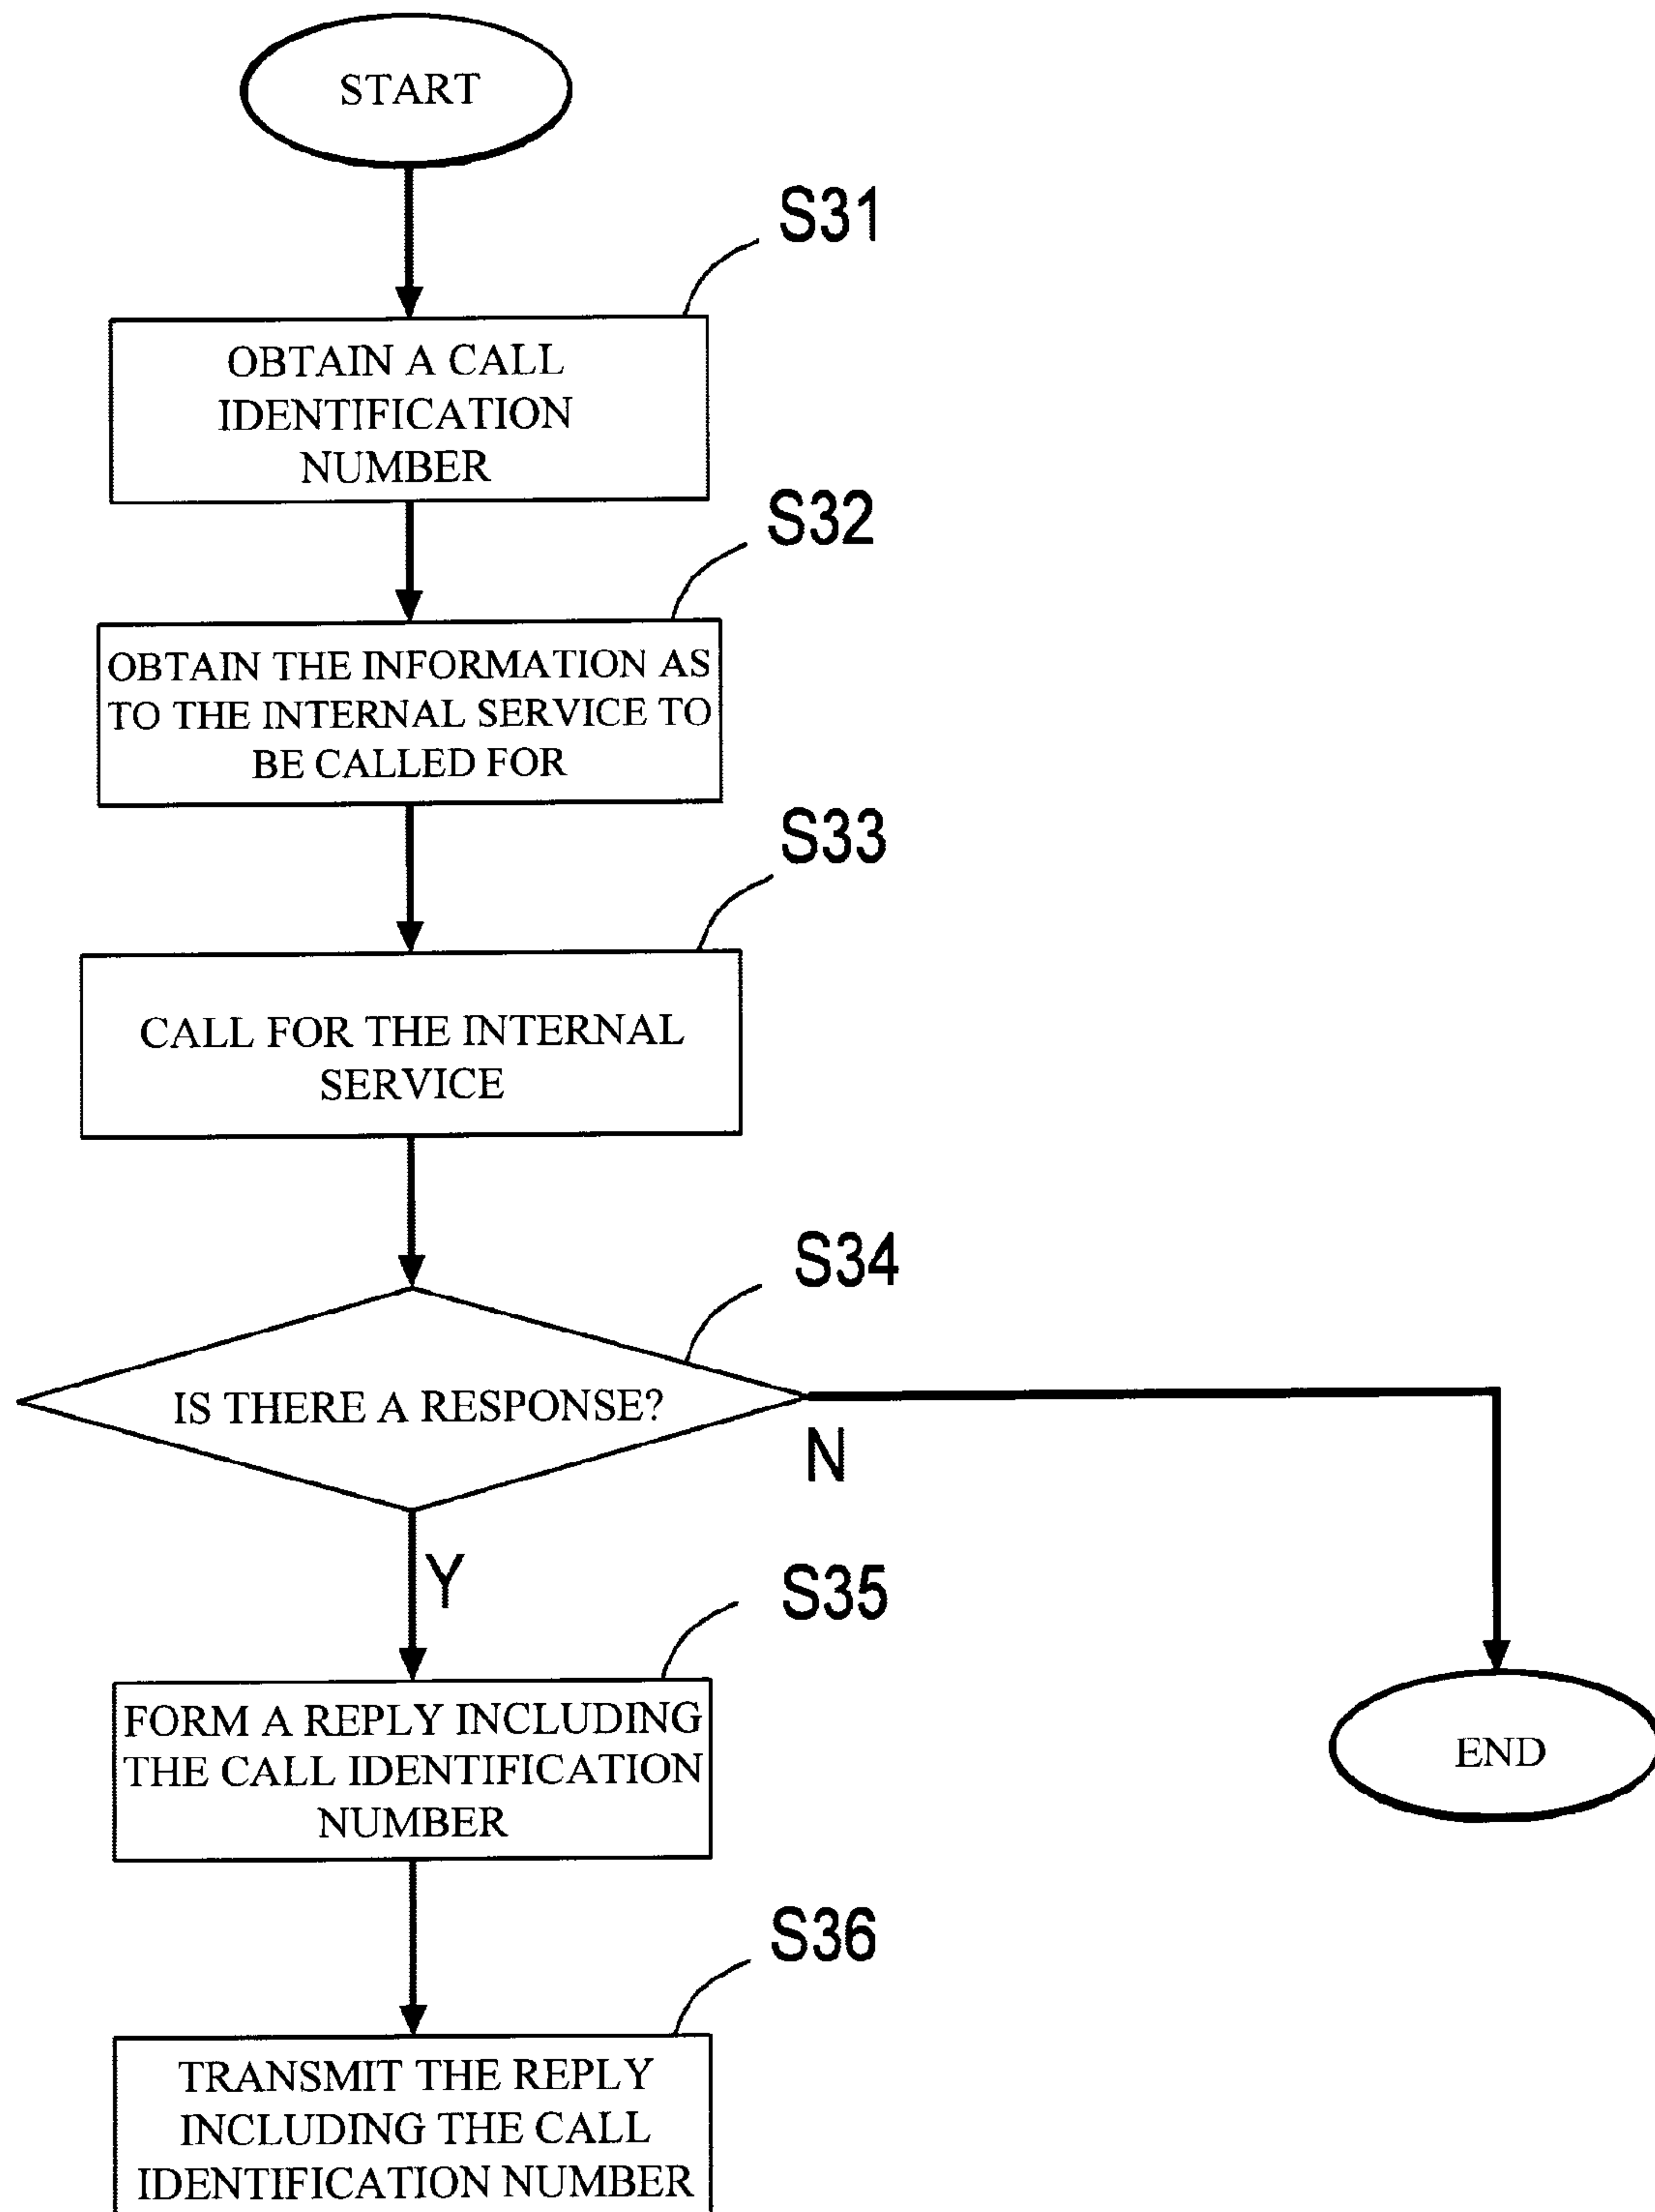 START
S31
OBTAIN A CALL
IDENTIFICATION
NUMBER
S32
OBTAIN THE INFORMATION AS
TO THE INTERNAL SERVICE TO
BE CALLED FOR
S33
CALL FOR THE INTERNAL
SERVICE
S34
IS THERE A RESPONSE?
N
Y
S35
FORM A REPLY INCLUDING
THE CALL IDENTIFICATION
NUMBER
END
S36
TRANSMIT THE REPLY
INCLUDING THE CALL
IDENTIFICATION NUMBER